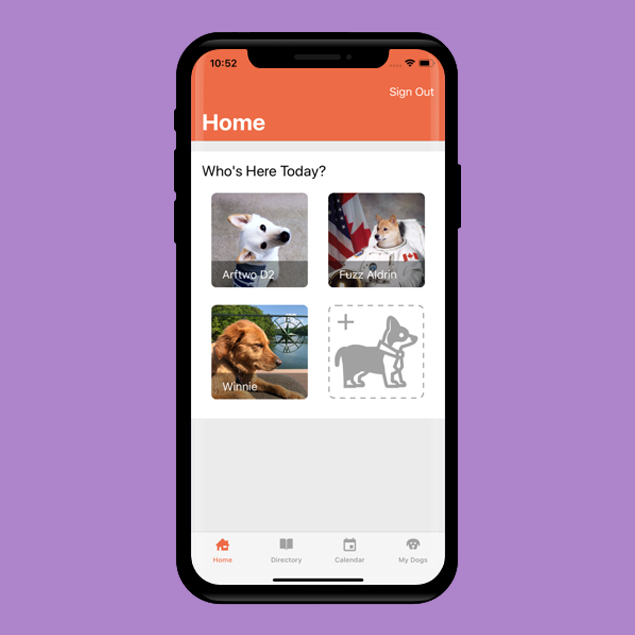 10:52
Sign Out
Home
Who's Here Today?
Arftwo D2
Fuzz Aldrin
Winnie
Home
Directory
Calendar
My Dogs